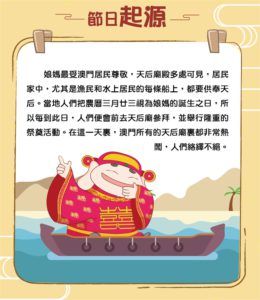 節日起源
娘媽最受澳門居民尊敬，天后廟殿多處可見，居民
家中，尤其是漁民和水上居民的每條船上，都要供奉天
后。當地人們把農曆三月廿三視為娘媽的誕生之日，所
以每到此日，人們便會前去天后廟參拜，並舉行隆重的
祭奠活動。在這一天裏，澳門所有的天后廟裏都非常熱
鬧，人們絡繹不絕。
囍